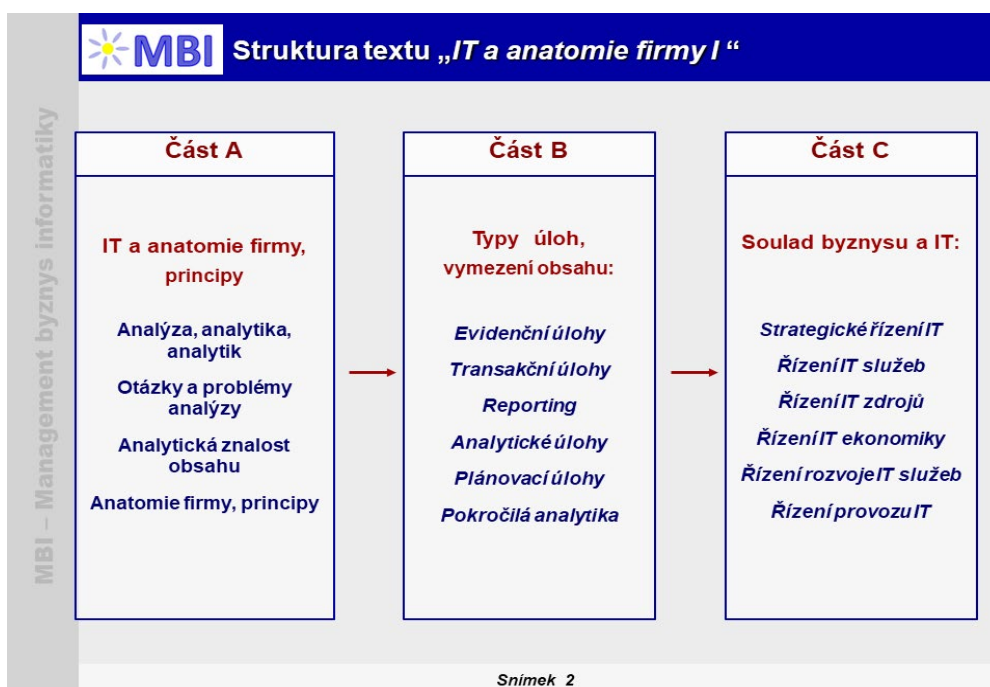 MBI Struktura textu „IT a anatomie firmy I “
MBI – Management byznys informatiky
Část A
IT a anatomie firmy,
principy
Analýza, analytika,
analytik
Otázky a problémy
analýzy
Analytická znalost
obsahu
Anatomie firmy, principy
Část B
Typy úloh,
vymezení obsahu:
Evidenční úlohy
Transakční úlohy
Reporting
Analytické úlohy
Plánovací úlohy
Pokročilá analytika
Část C
Soulad byznysu a IT:
Strategické řízení IT
Řízení IT služeb
Řízení IT zdrojů
Řízení IT ekonomiky
Řízení rozvoje IT služeb
Řízení provozu IT
Snímek 2